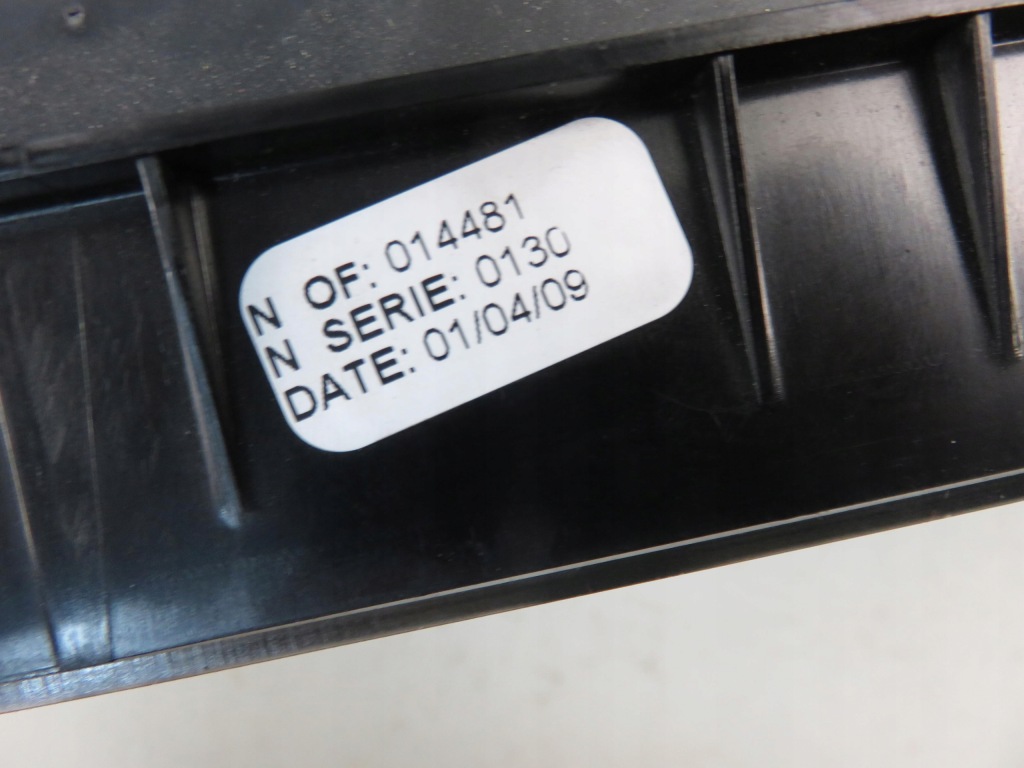 N OF: 014481
N SERIE: 0130
DATE: 01/04/09